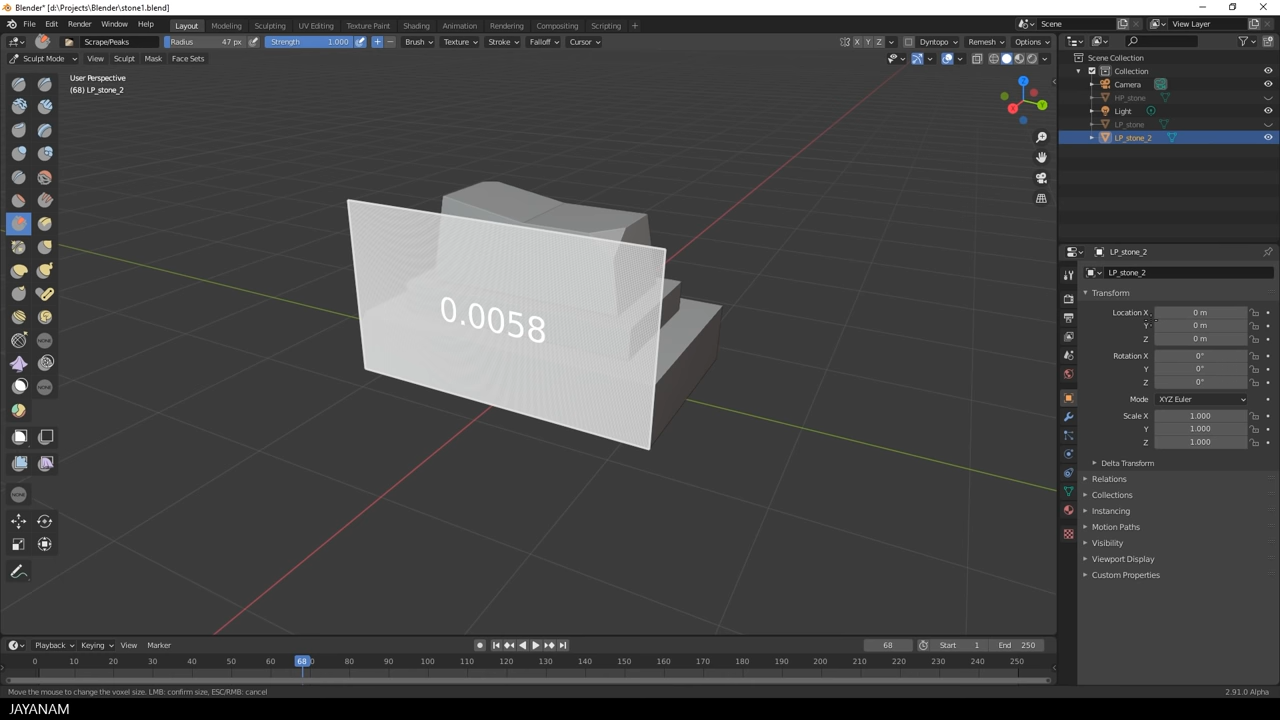 Blender* [d:\Projects\Blender\stone1.blend]
File Edit Render Window Help Layout Modeling Sculpting UV Editing Texture Paint Shading Animation Rendering Compositing Scripting Scene View Layer
Scrape/Peaks Radius 47 px Strength 1.000 Brush Texture Stroke Falloff Cursor X Y Z Dyntopo Remesh Options
Sculpt Mode View Sculpt Mask Face Sets
User Perspective
(68) LP_stone_2
Scene Collection
Collection
Camera
HP_stone
Light
LP_stone
LP_stone_2
Z
Y
X
0.0058
NONE
NONE
NONE
LP_stone_2
LP_stone_2
Transform
Location X 0 m
Y 0 m
Z 0 m
Rotation X 0°
Y 0°
Z 0°
Mode XYZ Euler
Scale X 1.000
Y 1.000
Z 1.000
Delta Transform
Relations
Collections
Instancing
Motion Paths
Visibility
Viewport Display
Custom Properties
Playback Keying View Marker 68 Start 1 End 250
0 10 20 30 40 50 60 68 70 80 90 100 110 120 130 140 150 160 170 180 190 200 210 220 230 240 250
Move the mouse to change the voxel size. LMB: confirm size, ESC/RMB: cancel 2.91.0 Alpha
JAYANAM